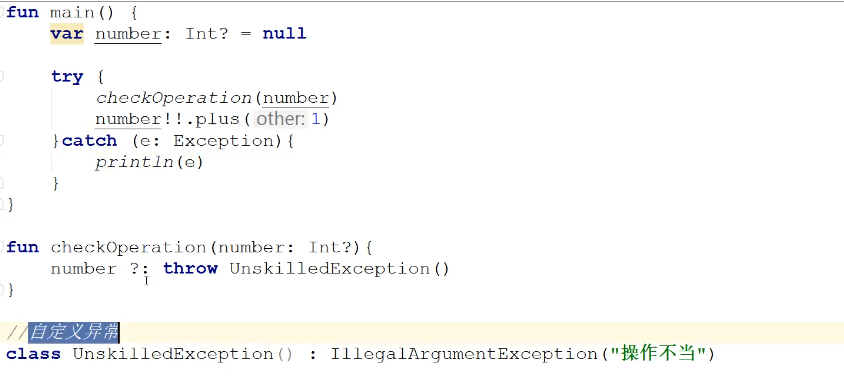 fun main() {
    var number: Int? = null
    try {
        checkOperation(number)
        number!!.plus( other: 1)
    }catch (e: Exception){
        println(e)
    }
}
fun checkOperation(number: Int?){
    number ?: throw UnskilledException()
}
//自定义异常
class UnskilledException() : IllegalArgumentException("操作不当")